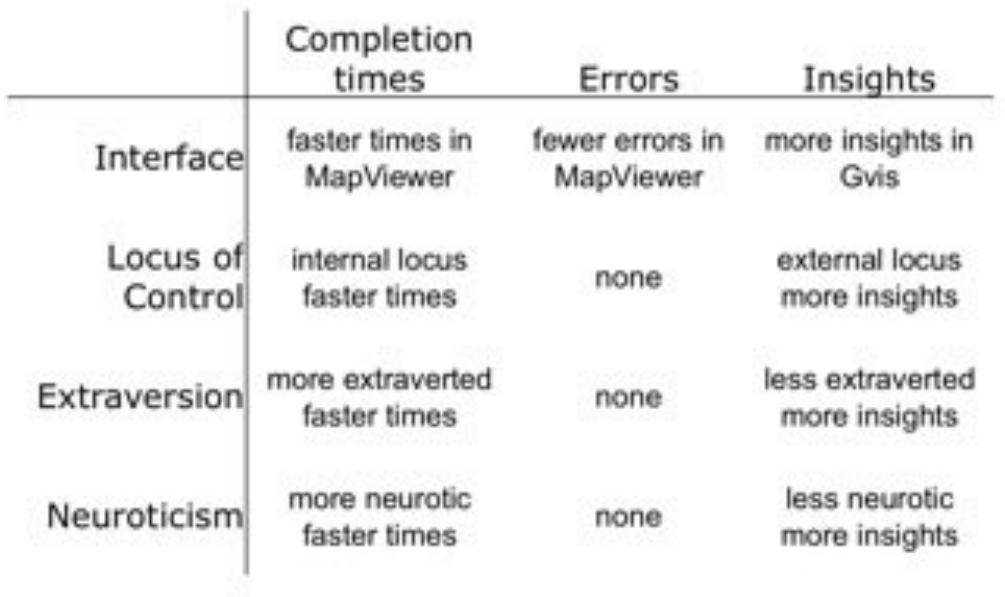 Completion
times
Errors
Insights
Interface
faster times in
MapViewer
fewer errors in
MapViewer
more insights in
Gvis
Locus of
Control
internal locus
faster times
none
external locus
more insights
Extraversion
more extraverted
faster times
none
less extraverted
more insights
Neuroticism
more neurotic
faster times
none
less neurotic
more insights